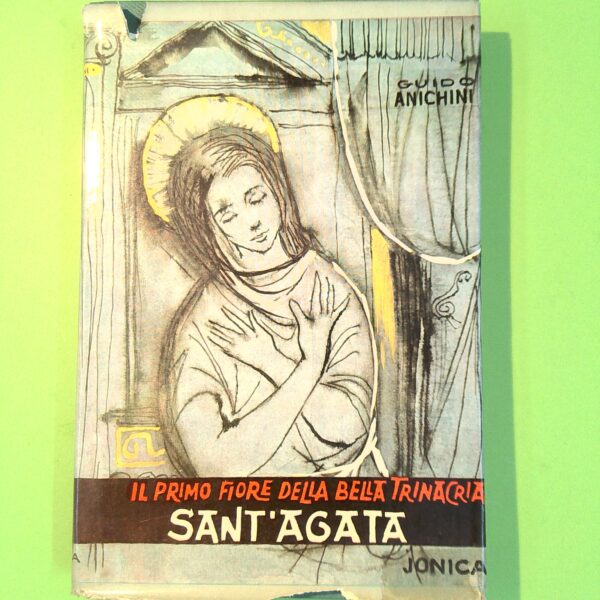 GUIDO
ANICHINI
IL PRIMO FIORE DELLA BELLA TRINACRIA
SANT'AGATA
JONICA